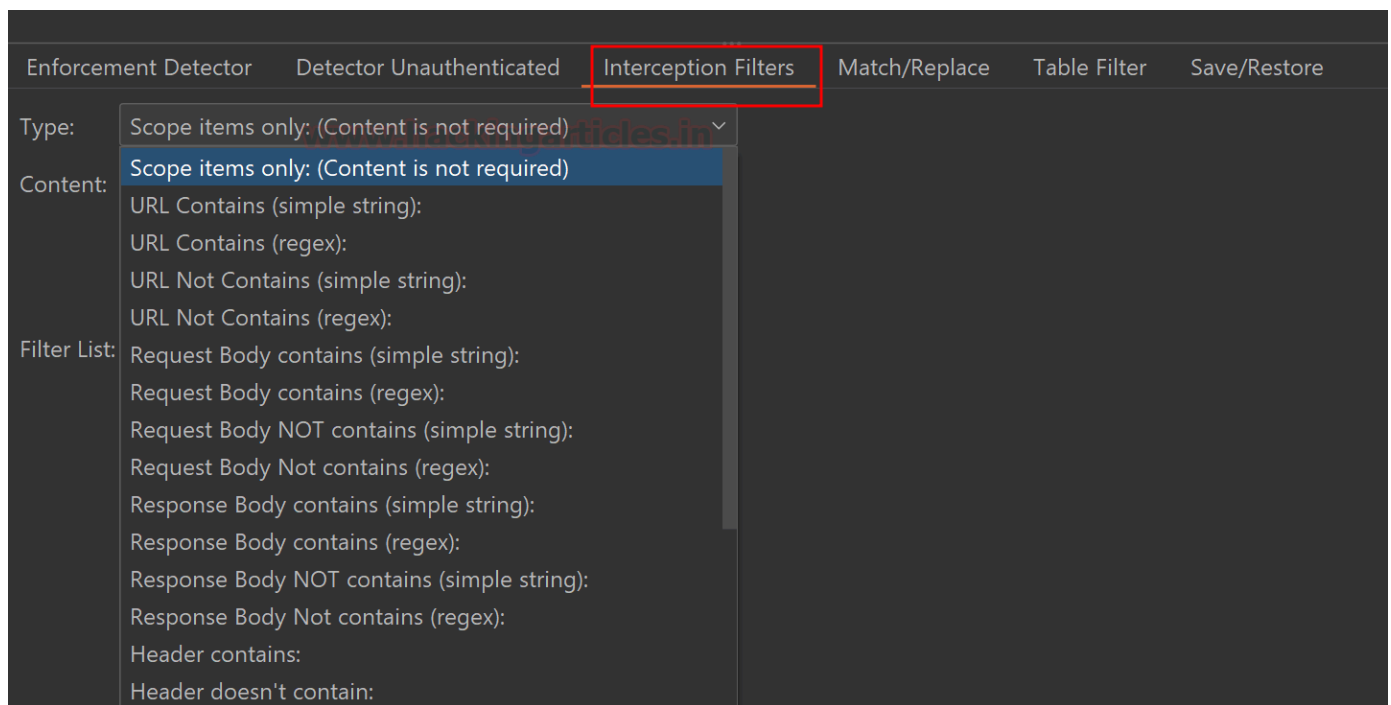 Enforcement Detector Detector Unauthenticated Interception Filters Match/Replace Table Filter Save/Restore
Type: Scope items only: (Content is not required)
www.hackingarticles.in
Scope items only: (Content is not required)
Content:
URL Contains (simple string):
URL Contains (regex):
URL Not Contains (simple string):
URL Not Contains (regex):
Filter List:
Request Body contains (simple string):
Request Body contains (regex):
Request Body NOT contains (simple string):
Request Body Not contains (regex):
Response Body contains (simple string):
Response Body contains (regex):
Response Body NOT contains (simple string):
Response Body Not contains (regex):
Header contains:
Header doesn't contain: